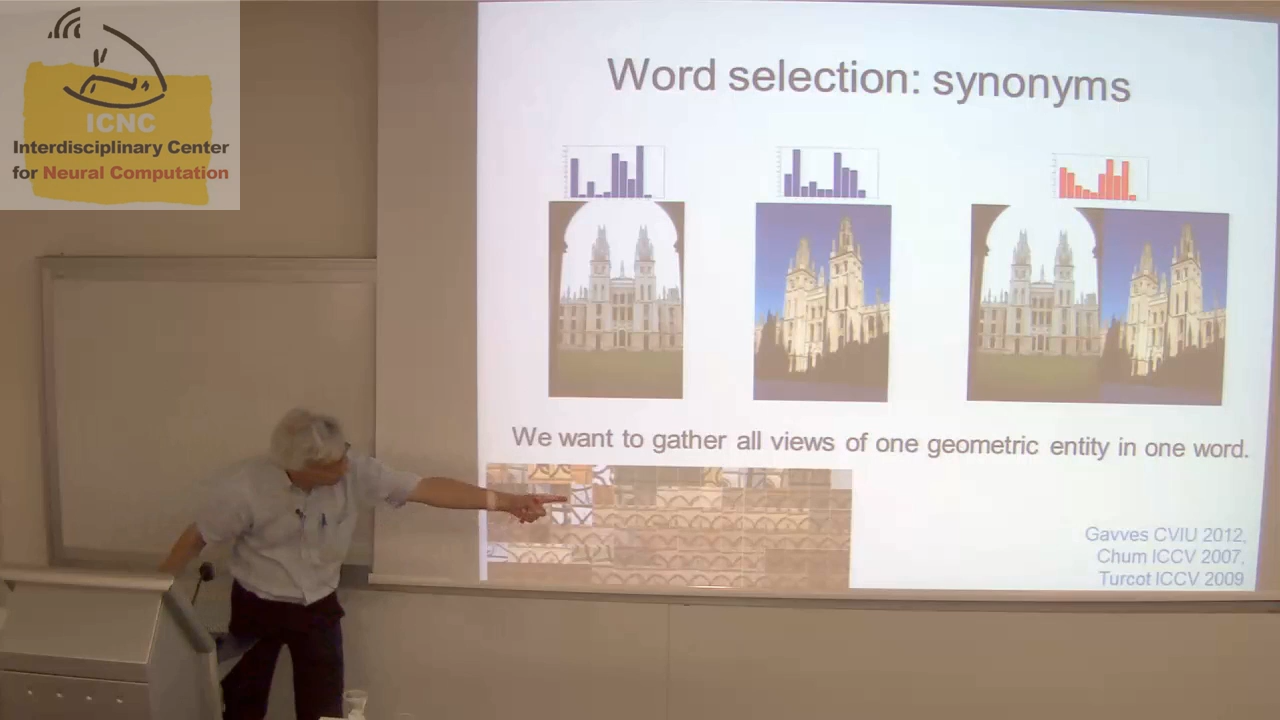 ICNC
Interdisciplinary Center
for Neural Computation
Word selection: synonyms
We want to gather all views of one geometric entity in one word.
Gavves CVIU 2012,
Chum ICCV 2007,
Turcot ICCV 2009